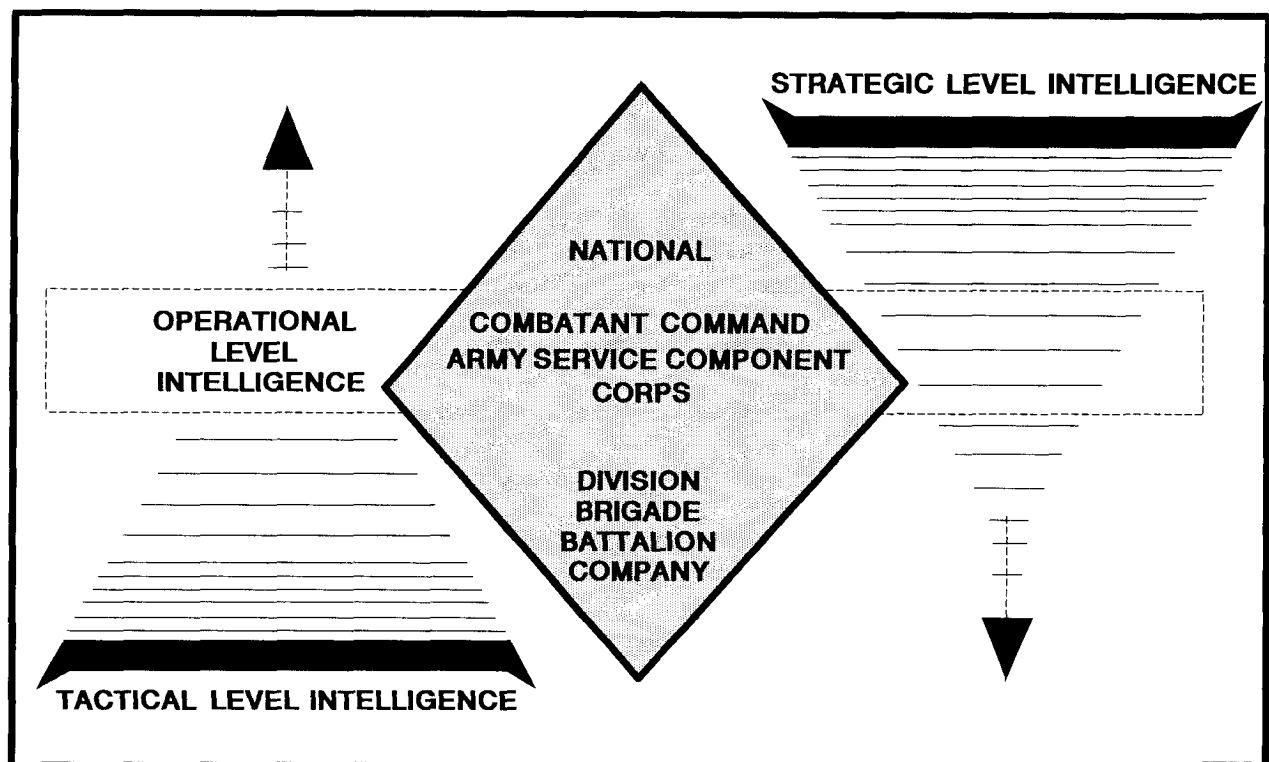 STRATEGIC LEVEL INTELLIGENCE
NATIONAL
OPERATIONAL
LEVEL
INTELLIGENCE
COMBATANT COMMAND
ARMY SERVICE COMPONENT
CORPS
DIVISION
BRIGADE
BATTALION
COMPANY
TACTICAL LEVEL INTELLIGENCE